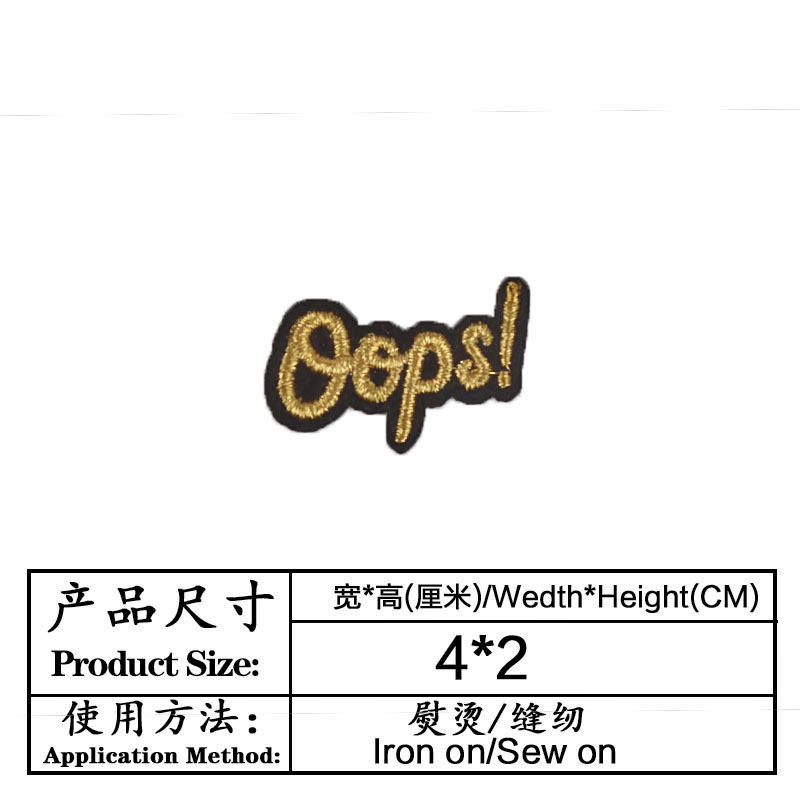 Oops!
产品尺寸
Product Size:
宽*高(厘米)/Wedth*Height(CM)
4*2
使用方法:
Application Method:
熨烫/缝纫
Iron on/Sew on